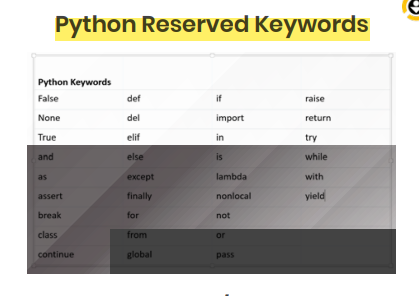 Python Reserved Keywords
Python Keywords
False def if raise
None del import return
True elif in try
and else is while
as except lambda with
assert finally nonlocal yield
break for not
class from or
continue global pass